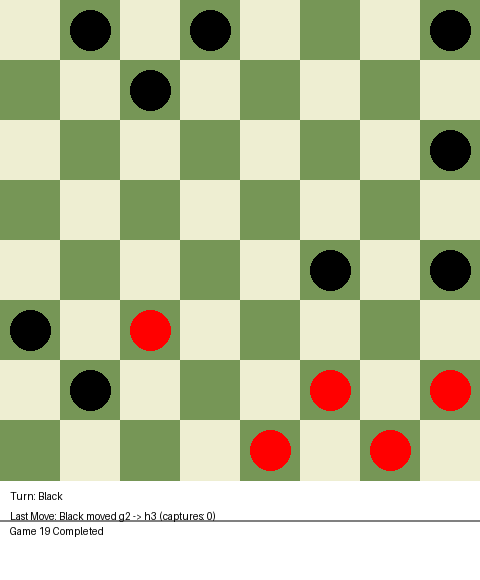 Turn: Black
Last Move: Black moved g2 -> h3 (captures: 0)
Game 19 Completed